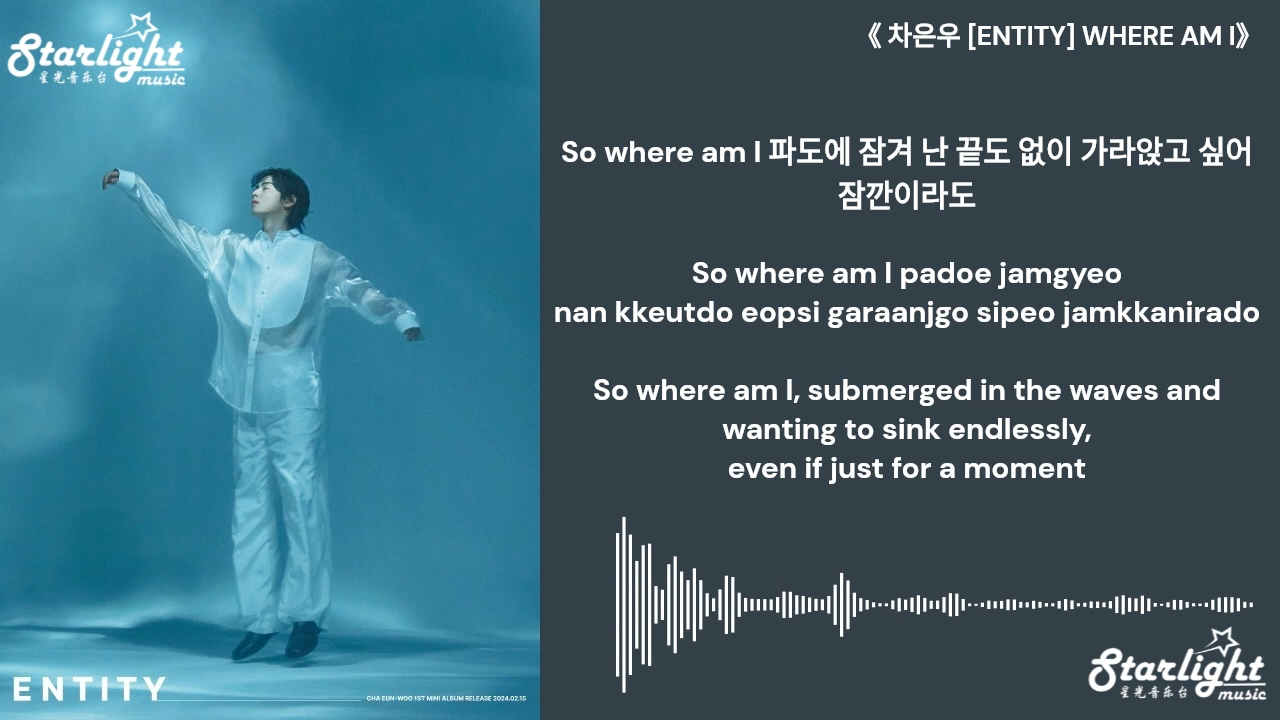 Starlight
星光音乐台 music
《 차은우 [ENTITY] WHERE AM I》
So where am I 파도에 잠겨 난 끝도 없이 가라앉고 싶어
잠깐이라도
So where am I padoe jamgyeo
nan kkeutdo eopsi garaanjgo sipeo jamkkanirado
So where am I, submerged in the waves and
wanting to sink endlessly,
even if just for a moment
ENTITY
CHA EUN-WOO 1ST MINI ALBUM RELEASE 2024.02.15
Starlight
星光音乐台 music